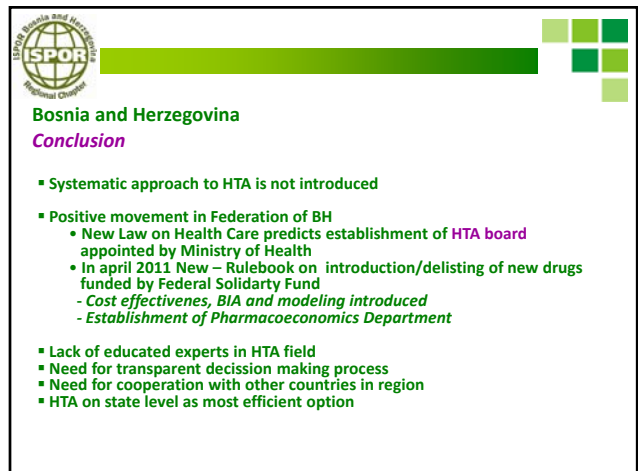 ISPOR Bosnia and Herzegovina
ISPOR
Regional Chapter
Bosnia and Herzegovina
Conclusion
▪ Systematic approach to HTA is not introduced
▪ Positive movement in Federation of BH
• New Law on Health Care predicts establishment of HTA board
appointed by Ministry of Health
• In april 2011 New – Rulebook on introduction/delisting of new drugs
funded by Federal Solidarty Fund
- Cost effectivenes, BIA and modeling introduced
- Establishment of Pharmacoeconomics Department
▪ Lack of educated experts in HTA field
▪ Need for transparent decission making process
▪ Need for cooperation with other countries in region
▪ HTA on state level as most efficient option